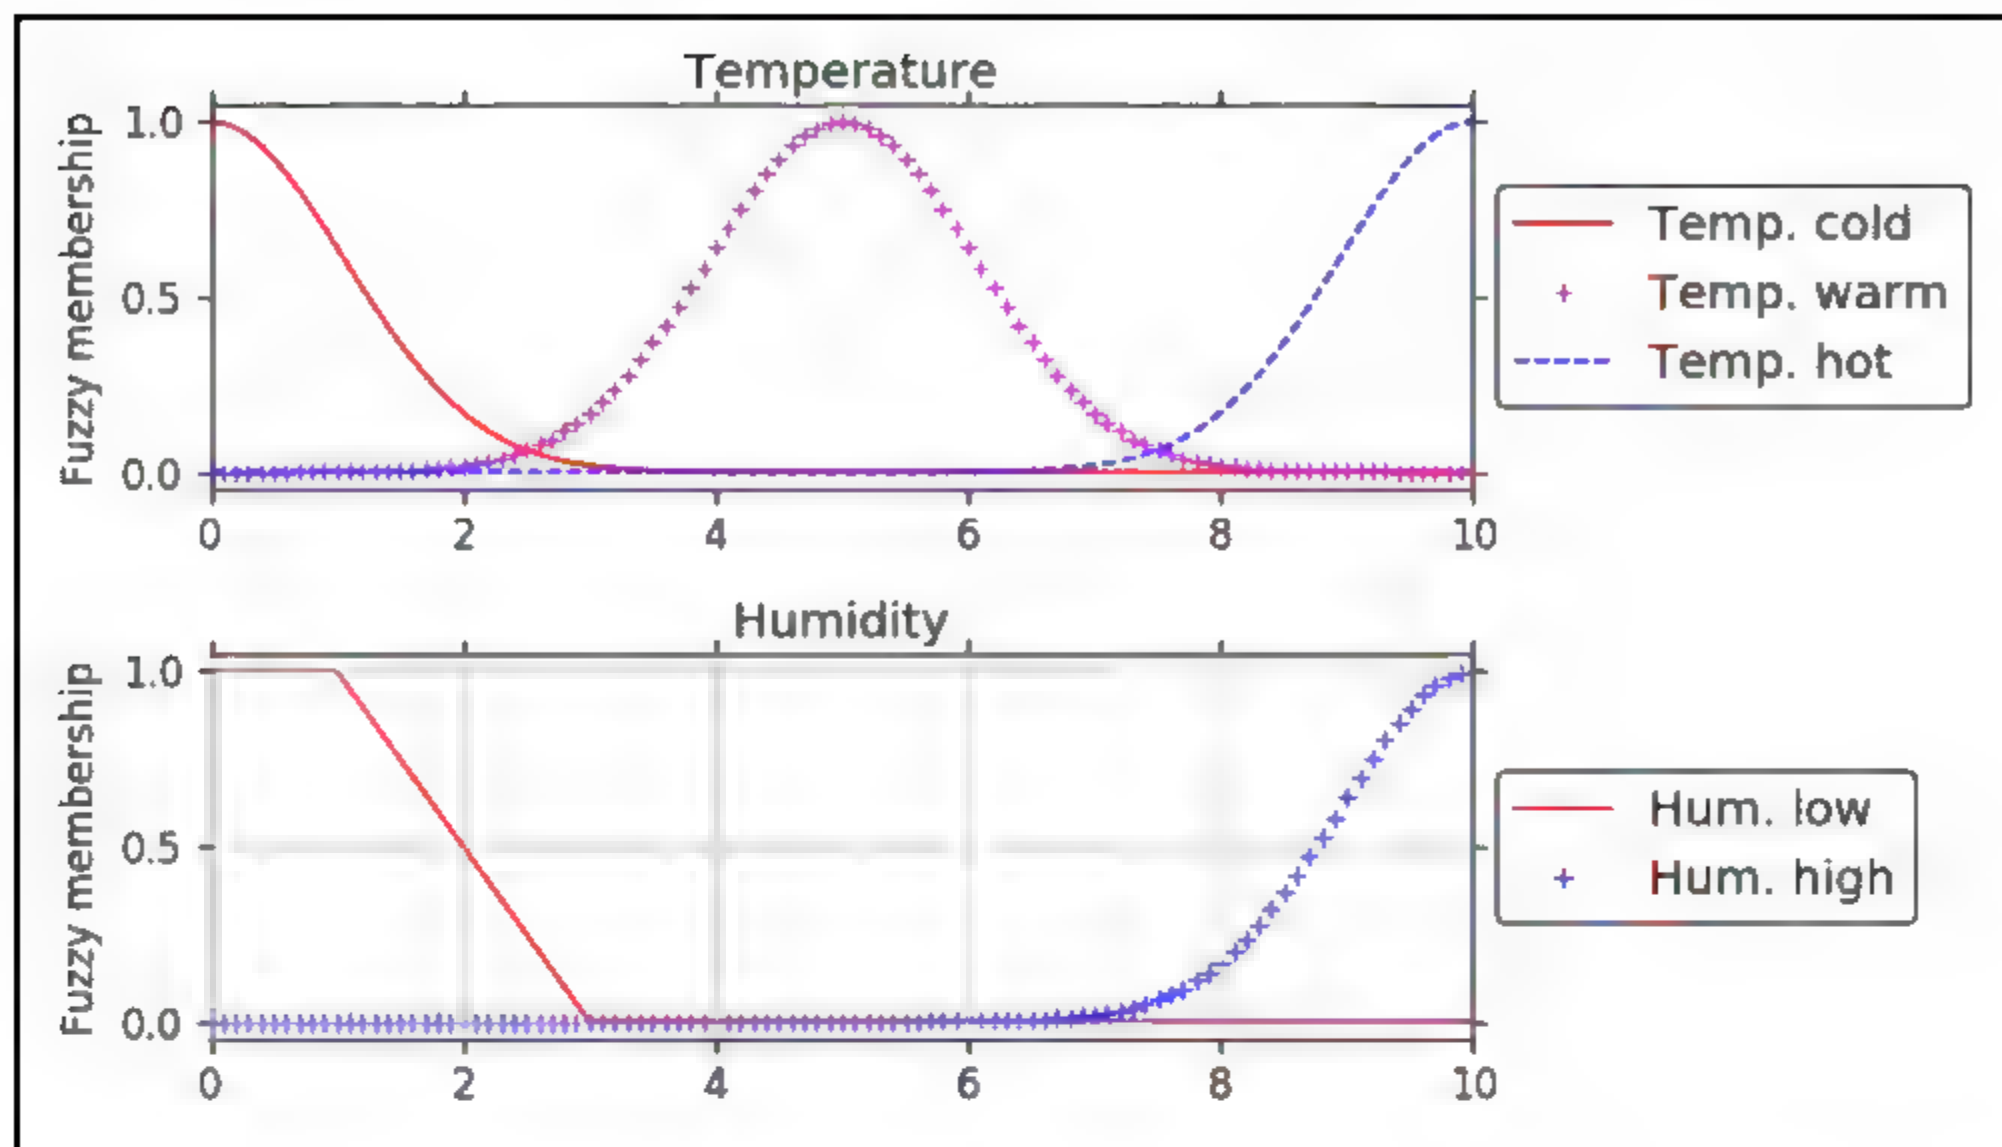 Temperature
Fuzzy membership
1.0
0.5
0.0
0 2 4 6 8 10
Temp. cold
Temp. warm
Temp. hot
Humidity
Fuzzy membership
1.0
0.5
0.0
0 2 4 6 8 10
Hum. low
Hum. high